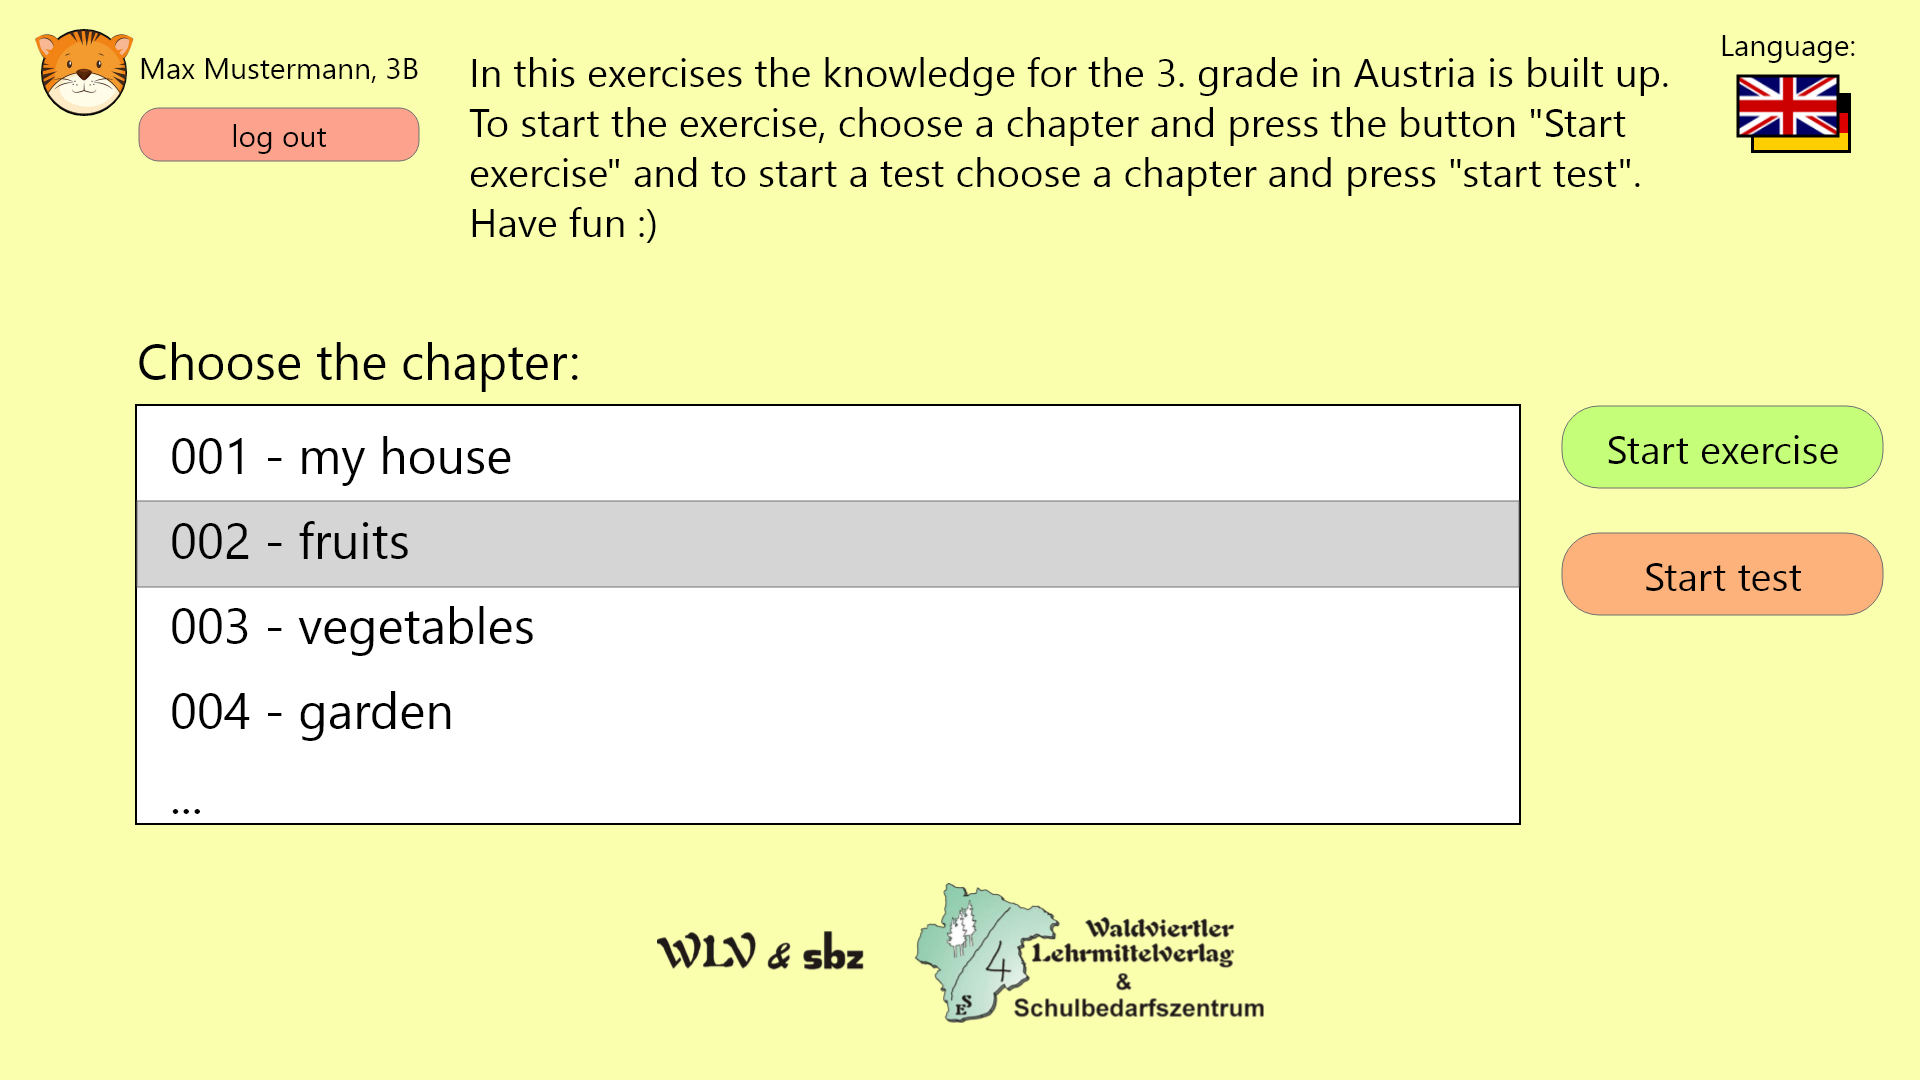 Max Mustermann, 3B
log out
In this exercises the knowledge for the 3. grade in Austria is built up.
To start the exercise, choose a chapter and press the button "Start
exercise" and to start a test choose a chapter and press "start test".
Have fun :)
Language:
Choose the chapter:
001 - my house
002 - fruits
003 - vegetables
004 - garden
...
Start exercise
Start test
WLV & sbz
4
ES
Waldviertler
Lehrmittelverlag
&
Schulbedarfszentrum